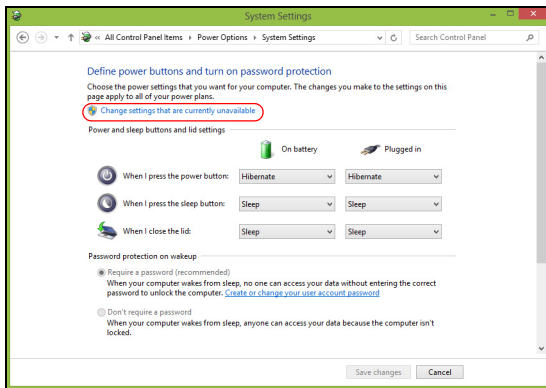 System Settings
« All Control Panel Items › Power Options › System Settings
Search Control Panel
Define power buttons and turn on password protection
Choose the power settings that you want for your computer. The changes you make to the settings on this
page apply to all of your power plans.
Change settings that are currently unavailable
Power and sleep buttons and lid settings
On battery Plugged in
When I press the power button: Hibernate Hibernate
When I press the sleep button: Sleep Sleep
When I close the lid: Sleep Sleep
Password protection on wakeup
Require a password (recommended)
When your computer wakes from sleep, no one can access your data without entering the correct
password to unlock the computer. Create or change your user account password
Don't require a password
When your computer wakes from sleep, anyone can access your data because the computer isn't
locked.
Save changes Cancel